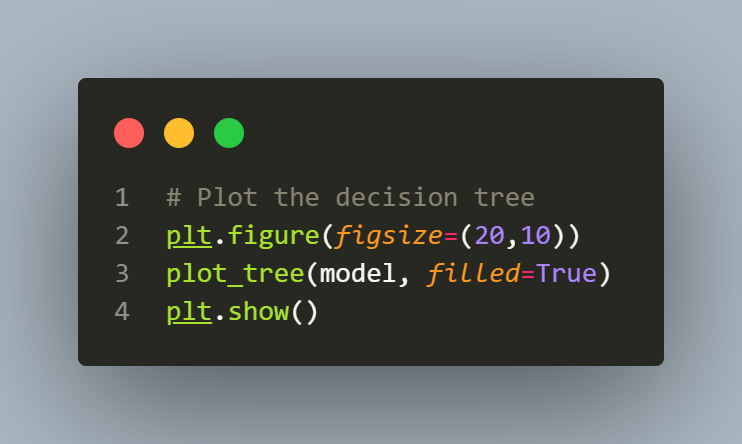 1 # Plot the decision tree
2 plt.figure(figsize=(20,10))
3 plot_tree(model, filled=True)
4 plt.show()